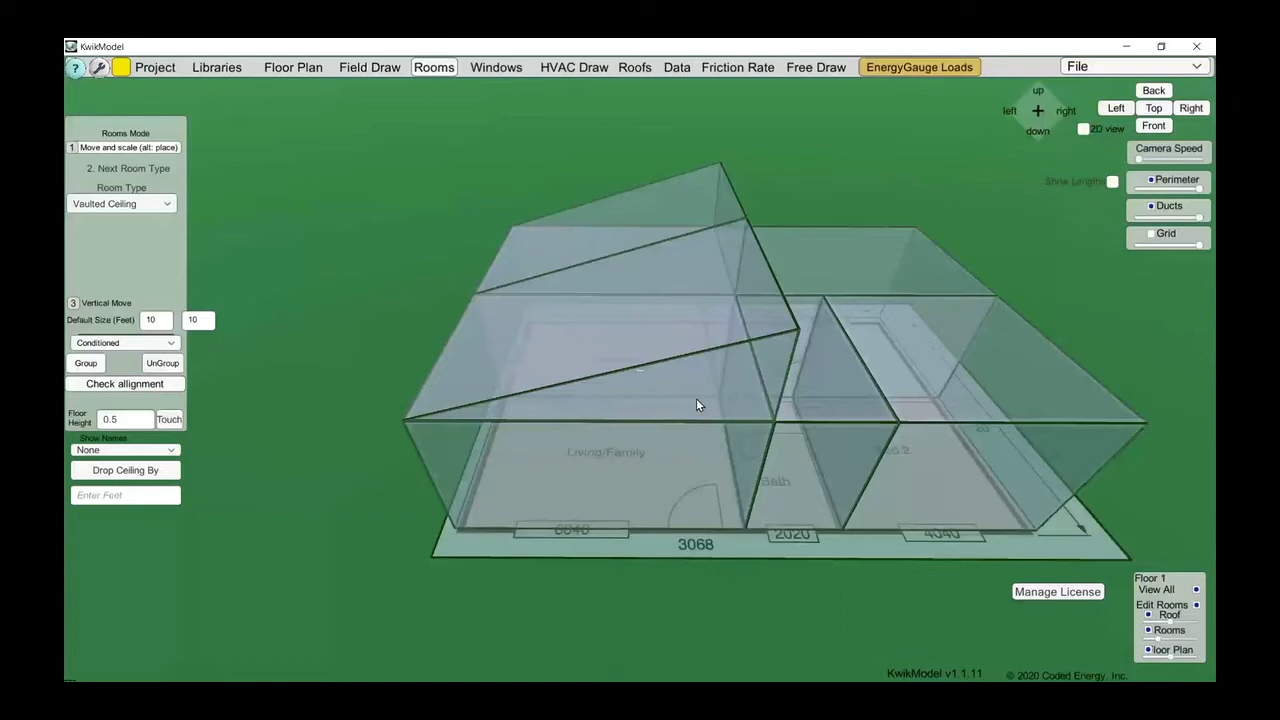 KwikModel
? Project Libraries Floor Plan Field Draw Rooms Windows HVAC Draw Roofs Data Friction Rate Free Draw EnergyGauge Loads File
up
left right
down
Back
Left Top Right
Front
2D view
Camera Speed
Show Lengths
Perimeter
Ducts
Grid
Rooms Mode
1 Move and scale (alt: place)
2. Next Room Type
Room Type
Vaulted Ceiling
3 Vertical Move
Default Size (Feet) 10 10
Conditioned
Group UnGroup
Check allignment
Floor Height 0.5 Touch
Show Names
None
Drop Ceiling By
Enter Feet
Living/Family
Bath
6040
3068
2020
4040
Manage License
Floor 1
View All
Edit Rooms
Roof
Rooms
Floor Plan
KwikModel v1.1.11
© 2020 Coded Energy, Inc.